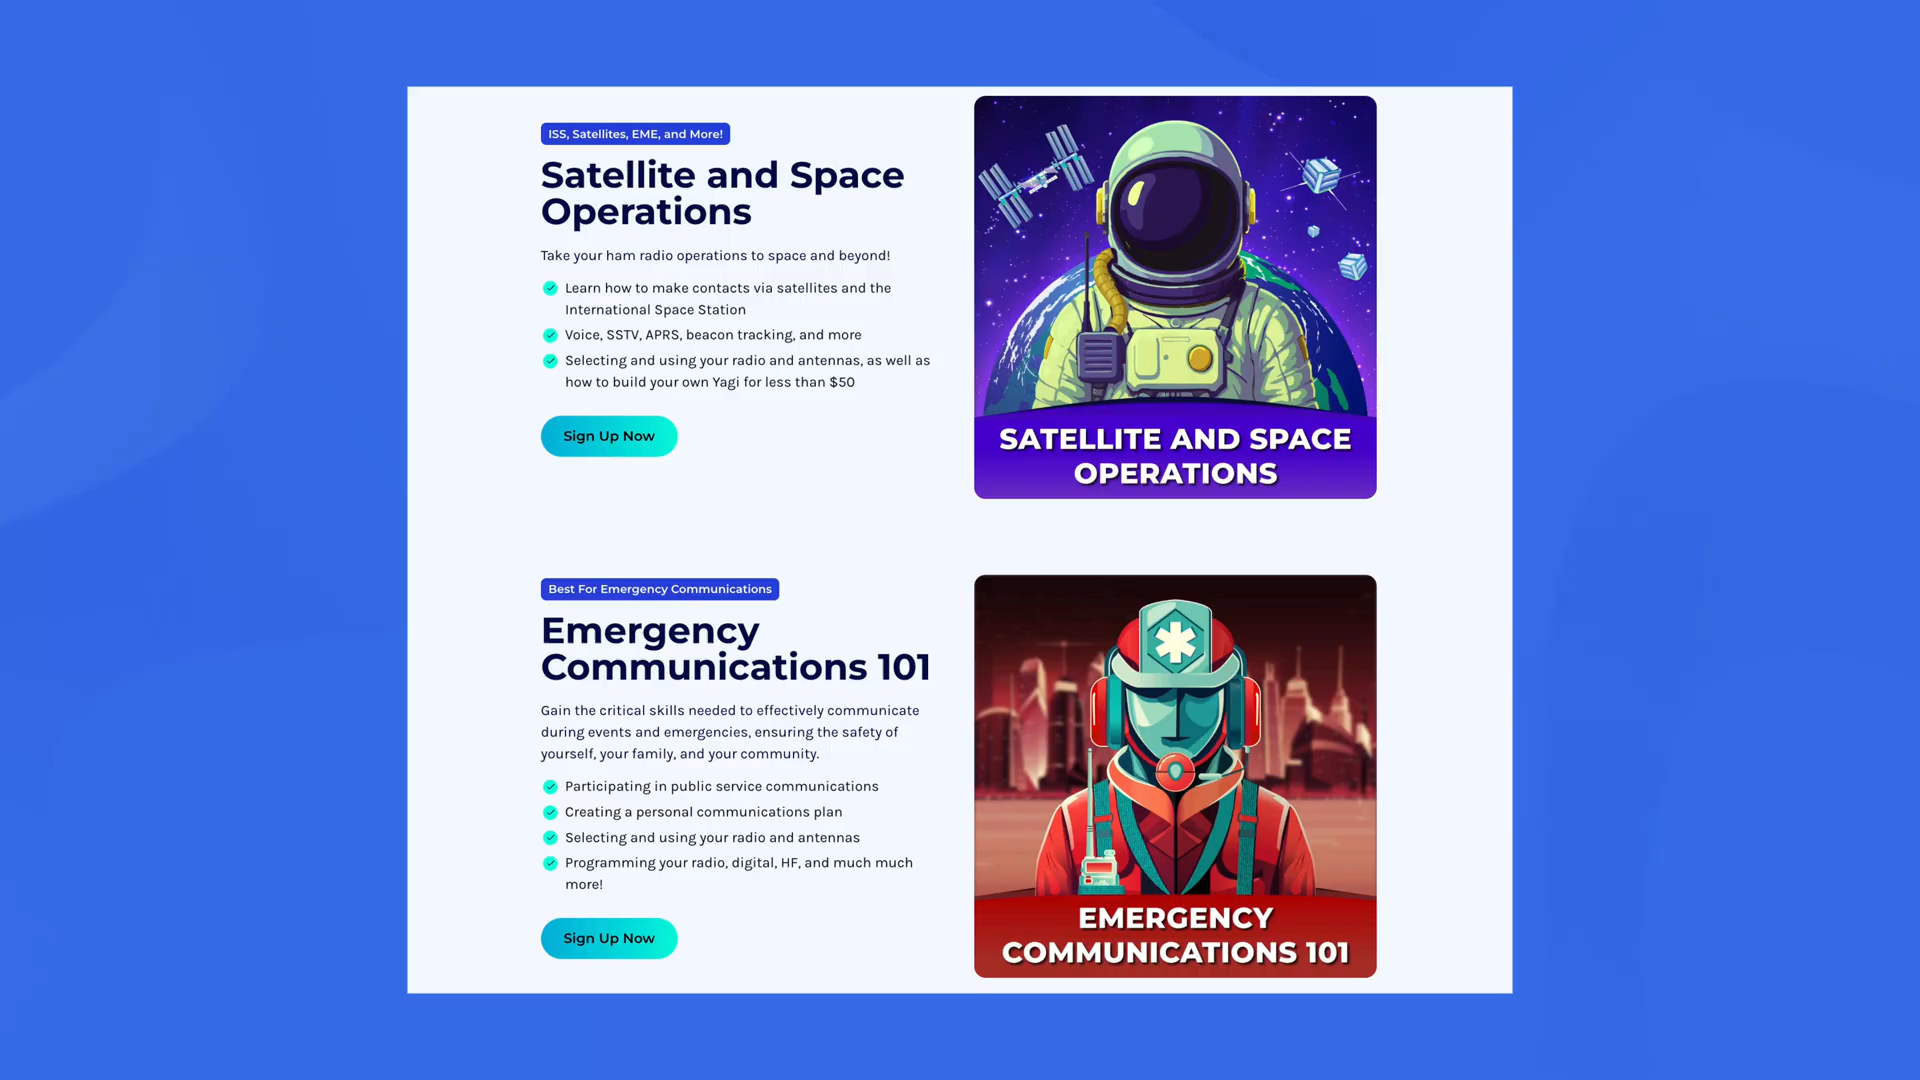 ISS, Satellites, EME, and More!
Satellite and Space
Operations
Take your ham radio operations to space and beyond!
Learn how to make contacts via satellites and the
International Space Station
Voice, SSTV, APRS, beacon tracking, and more
Selecting and using your radio and antennas, as well as
how to build your own Yagi for less than $50
Sign Up Now
SATELLITE AND SPACE
OPERATIONS
Best For Emergency Communications
Emergency
Communications 101
Gain the critical skills needed to effectively communicate
during events and emergencies, ensuring the safety of
yourself, your family, and your community.
Participating in public service communications
Creating a personal communications plan
Selecting and using your radio and antennas
Programming your radio, digital, HF, and much much
more!
Sign Up Now
EMERGENCY
COMMUNICATIONS 101